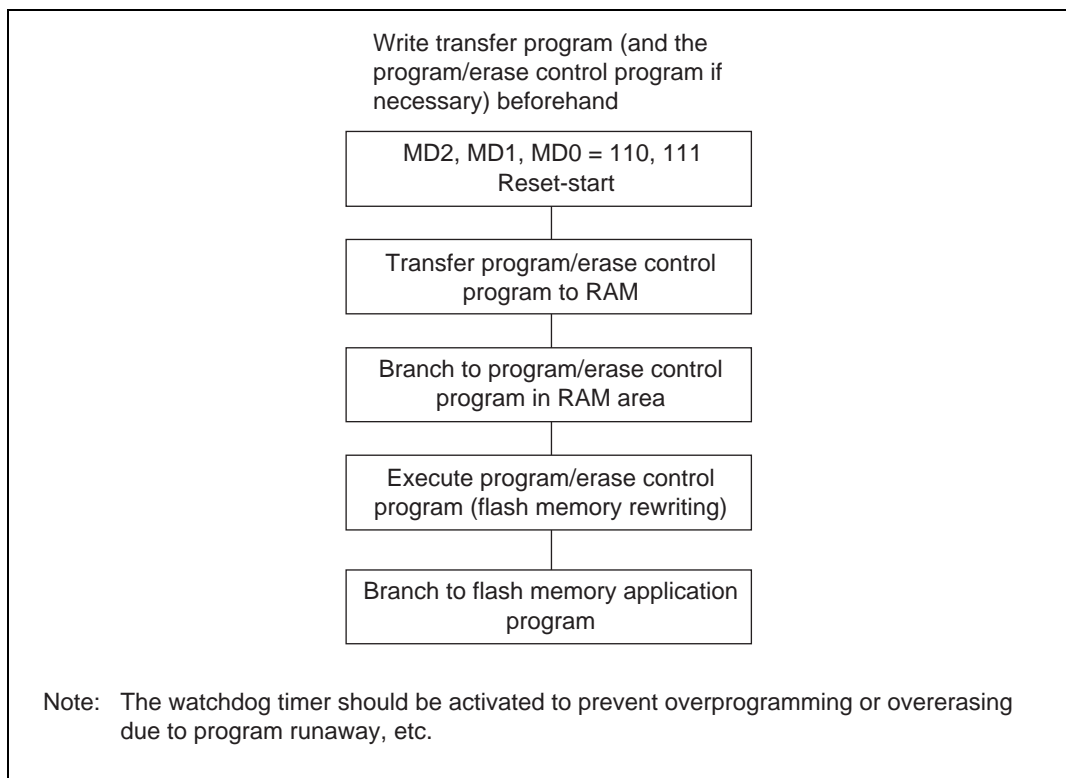 Write transfer program (and the
program/erase control program if
necessary) beforehand
MD2, MD1, MD0 = 110, 111
Reset-start
Transfer program/erase control
program to RAM
Branch to program/erase control
program in RAM area
Execute program/erase control
program (flash memory rewriting)
Branch to flash memory application
program
Note: The watchdog timer should be activated to prevent overprogramming or overerasing
due to program runaway, etc.